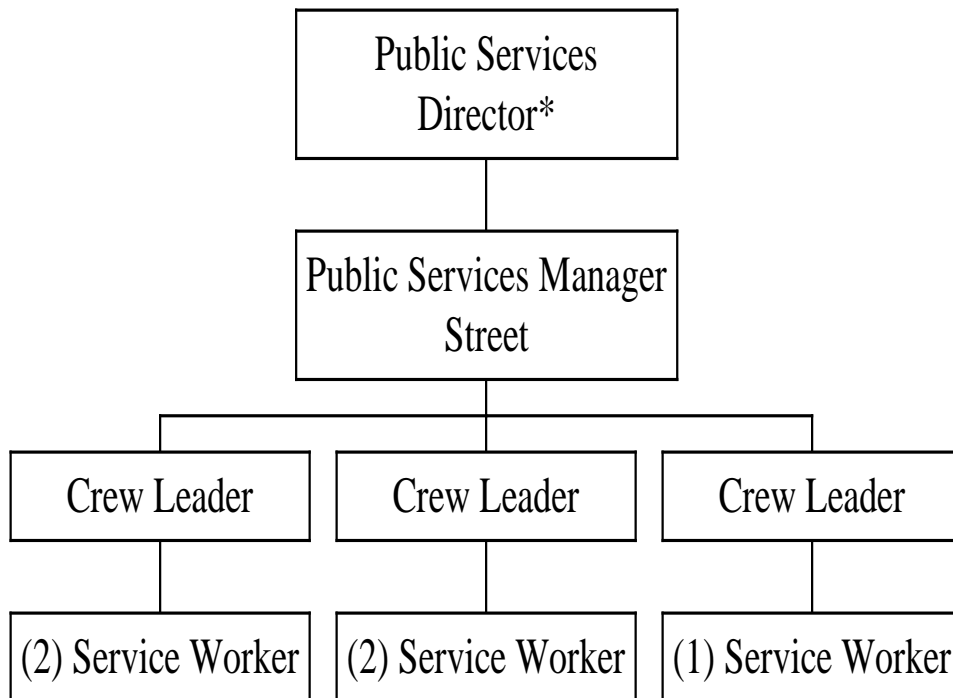 Public Services
Director*
Public Services Manager
Street
Crew Leader
Crew Leader
Crew Leader
(2) Service Worker
(2) Service Worker
(1) Service Worker